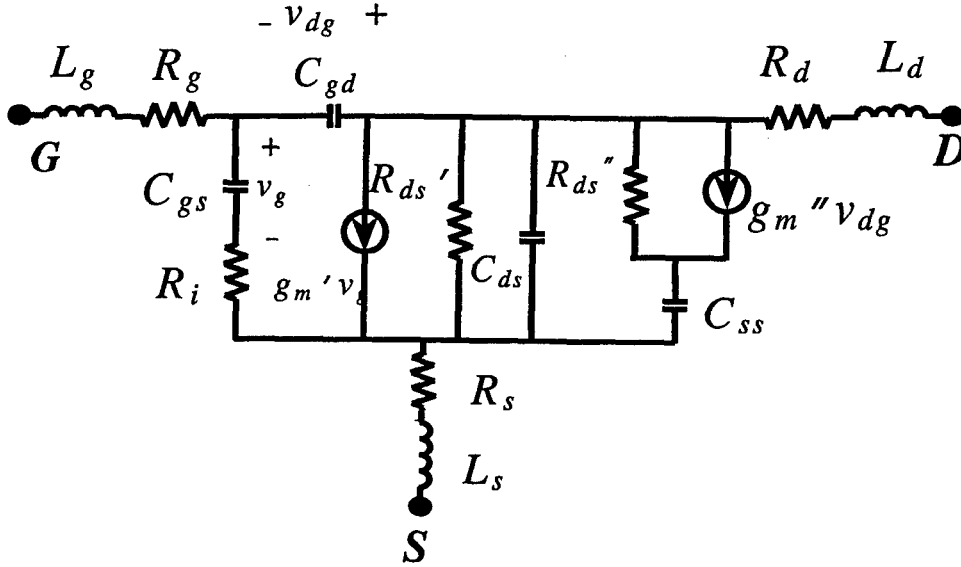 - v_dg +
L_g R_g C_gd R_d L_d
G D
+
C_gs v_g R_ds ′ R_ds ″ g_m ″ v_dg
-
R_i g_m ′ v_g C_ds C_ss
R_s
L_s
S